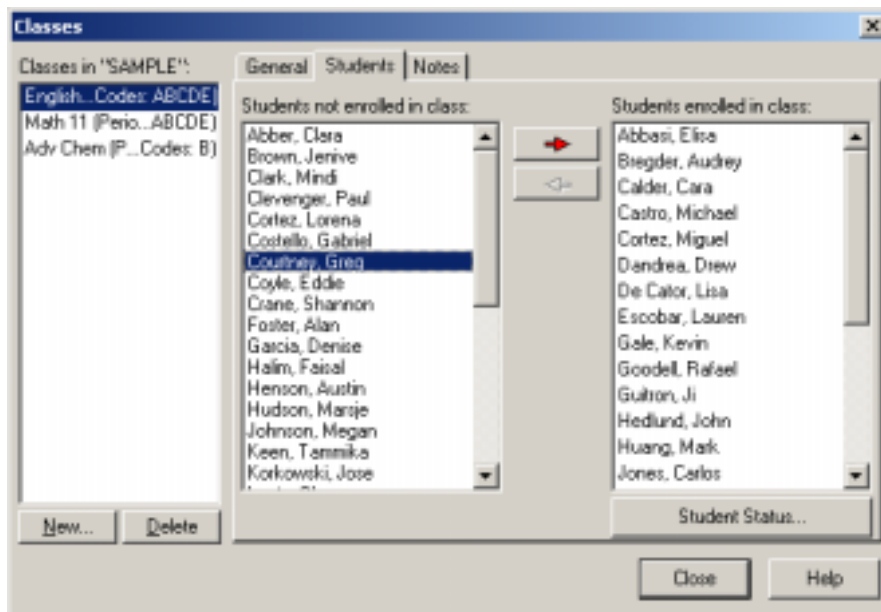 Classes
Classes in "SAMPLE":
English...Codes: ABCDE)
Math 11 (Perio...ABCDE)
Adv Chem (P...Codes: B)
New...
Delete
General
Students
Notes
Students not enrolled in class:
Abber, Clara
Brown, Jenive
Clark, Mindi
Clevenger, Paul
Cortez, Lorena
Costello, Gabriel
Courtney, Greg
Coyle, Eddie
Crane, Shannon
Foster, Alan
Garcia, Denise
Halim, Faisal
Henson, Austin
Hudson, Marsje
Johnson, Megan
Keen, Tammika
Korkowski, Jose
Students enrolled in class:
Abbasi, Elisa
Bregder, Audrey
Calder, Cara
Castro, Michael
Cortez, Miguel
Dandrea, Drew
De Cator, Lisa
Escobar, Lauren
Gale, Kevin
Goodell, Rafael
Guitron, Ji
Hedlund, John
Huang, Mark
Jones, Carlos
Student Status...
Close
Help